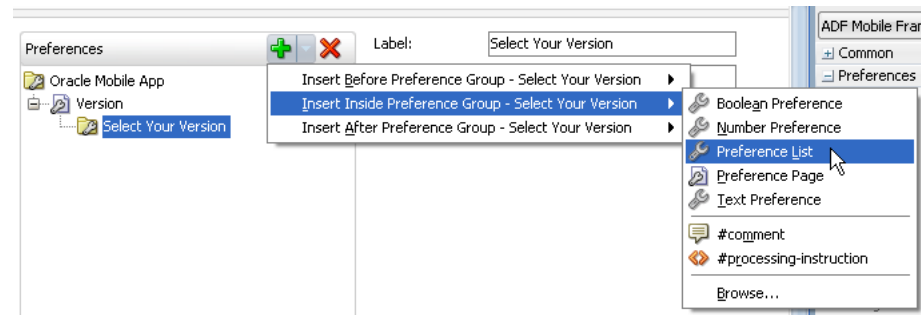 ADF Mobile Fram
Preferences
Label:
Select Your Version
Common
Preferences
Oracle Mobile App
Version
Select Your Version
Insert Before Preference Group - Select Your Version
Insert Inside Preference Group - Select Your Version
Insert After Preference Group - Select Your Version
Boolean Preference
Number Preference
Preference List
Preference Page
Text Preference
#comment
#processing-instruction
Browse...